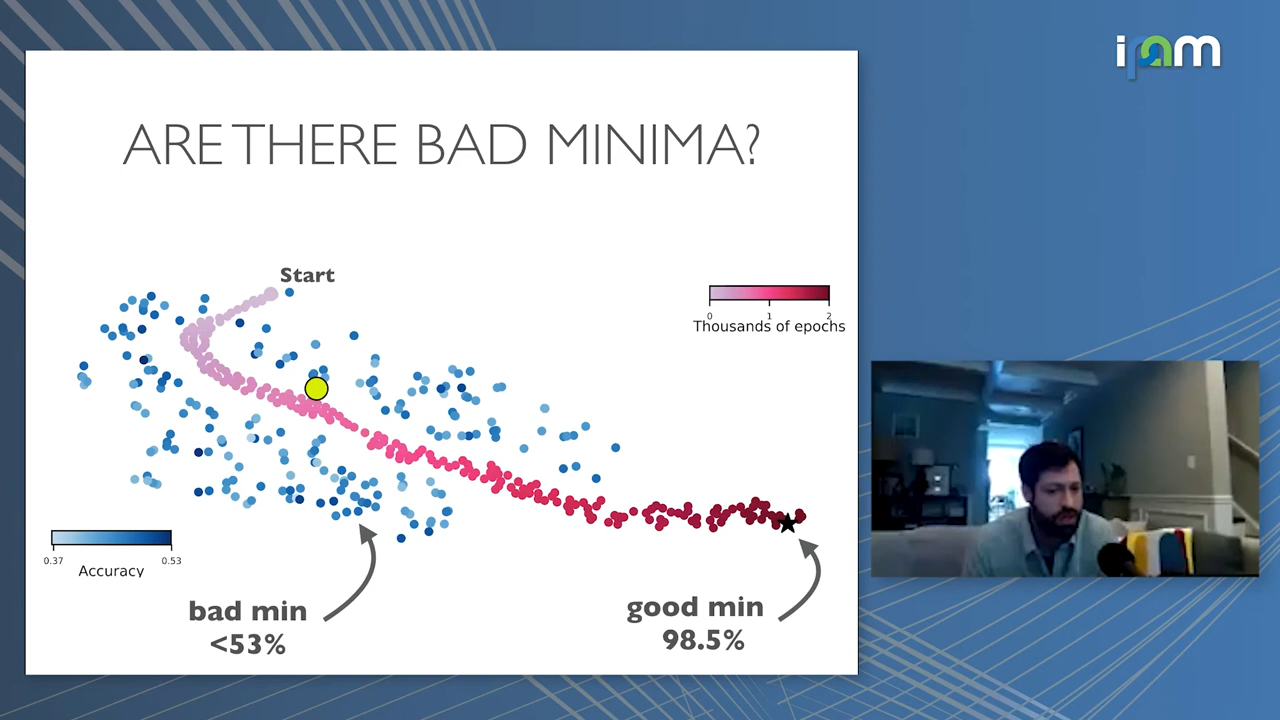 ipam
ARE THERE BAD MINIMA?
Start
0 1 2
Thousands of epochs
0.37 0.53
Accuracy
bad min
<53%
good min
98.5%